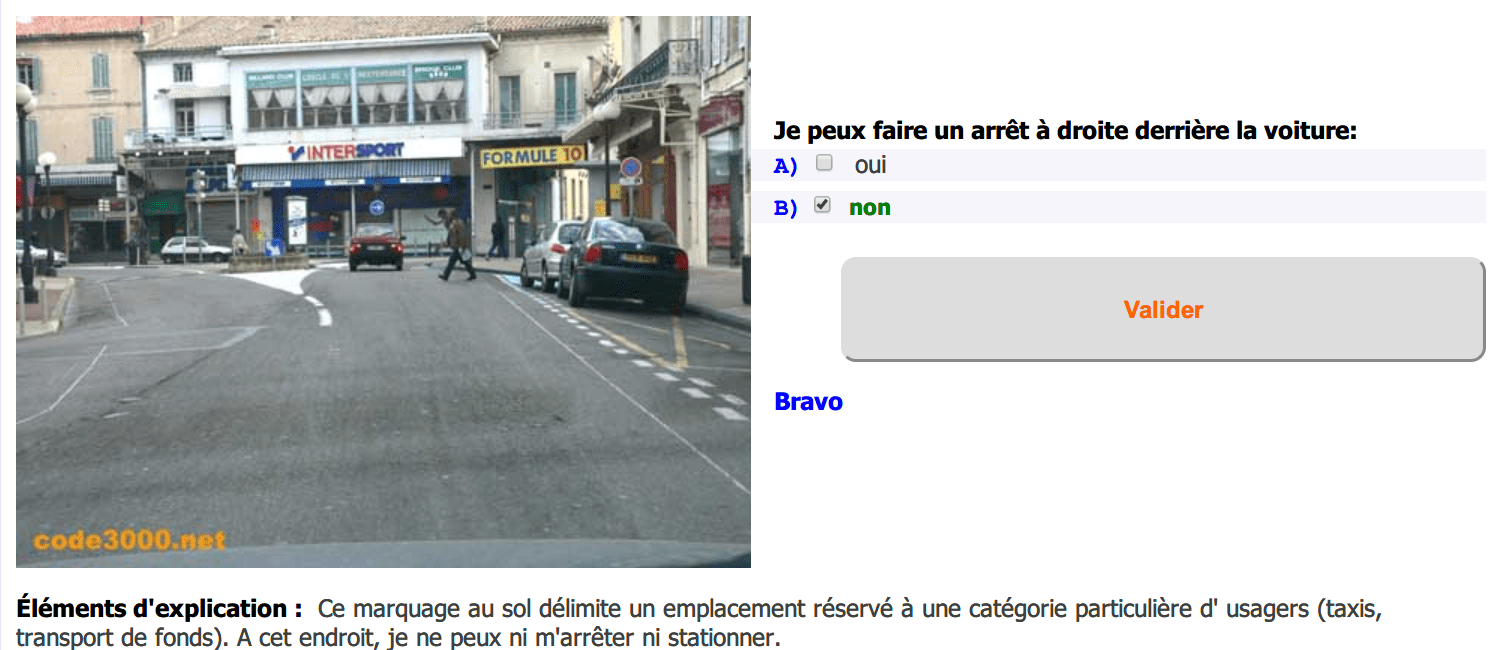 BILLARD CLUB
INTERSPORT
FORMULE 10
code3000.net
Je peux faire un arrêt à droite derrière la voiture:
A) oui
B) non
Valider
Bravo
Éléments d'explication : Ce marquage au sol délimite un emplacement réservé à une catégorie particulière d' usagers (taxis,
transport de fonds). A cet endroit, je ne peux ni m'arrêter ni stationner.